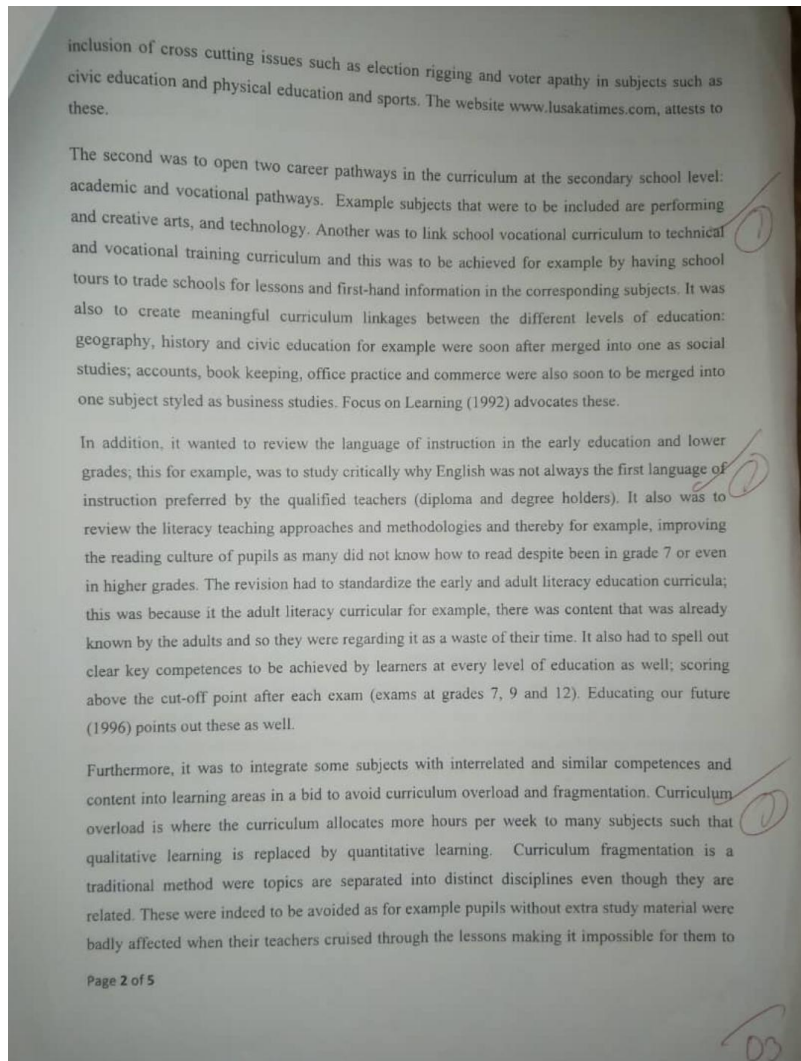 inclusion of cross cutting issues such as election rigging and voter apathy in subjects such as
civic education and physical education and sports. The website www.lusakatimes.com, attests to
these.
The second was to open two career pathways in the curriculum at the secondary school level:
academic and vocational pathways. Example subjects that were to be included are performing
and creative arts, and technology. Another was to link school vocational curriculum to technical
and vocational training curriculum and this was to be achieved for example by having school
tours to trade schools for lessons and first-hand information in the corresponding subjects. It was
also to create meaningful curriculum linkages between the different levels of education:
geography, history and civic education for example were soon after merged into one as social
studies; accounts, book keeping, office practice and commerce were also soon to be merged into
one subject styled as business studies. Focus on Learning (1992) advocates these.
In addition, it wanted to review the language of instruction in the early education and lower
grades; this for example, was to study critically why English was not always the first language of
instruction preferred by the qualified teachers (diploma and degree holders). It also was to
review the literacy teaching approaches and methodologies and thereby for example, improving
the reading culture of pupils as many did not know how to read despite been in grade 7 or even
in higher grades. The revision had to standardize the early and adult literacy education curricula;
this was because it the adult literacy curricular for example, there was content that was already
known by the adults and so they were regarding it as a waste of their time. It also had to spell out
clear key competences to be achieved by learners at every level of education as well; scoring
above the cut-off point after each exam (exams at grades 7, 9 and 12). Educating our future
(1996) points out these as well.
Furthermore, it was to integrate some subjects with interrelated and similar competences and
content into learning areas in a bid to avoid curriculum overload and fragmentation. Curriculum
overload is where the curriculum allocates more hours per week to many subjects such that
qualitative learning is replaced by quantitative learning. Curriculum fragmentation is a
traditional method were topics are separated into distinct disciplines even though they are
related. These were indeed to be avoided as for example pupils without extra study material were
badly affected when their teachers cruised through the lessons making it impossible for them to
Page 2 of 5
03